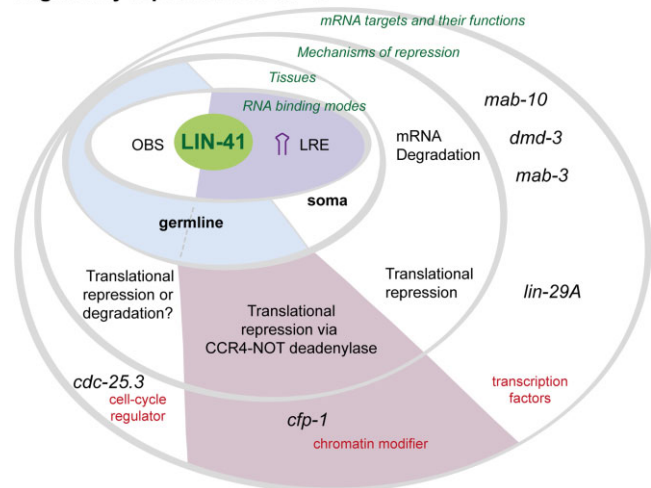 mRNA targets and their functions
Mechanisms of repression
Tissues
RNA binding modes
OBS
LIN-41
LRE
mRNA
Degradation
mab-10
dmd-3
mab-3
soma
germline
Translational
repression or
degradation?
Translational
repression via
CCR4-NOT deadenylase
Translational
repression
lin-29A
cdc-25.3
cell-cycle
regulator
cfp-1
chromatin modifier
transcription
factors